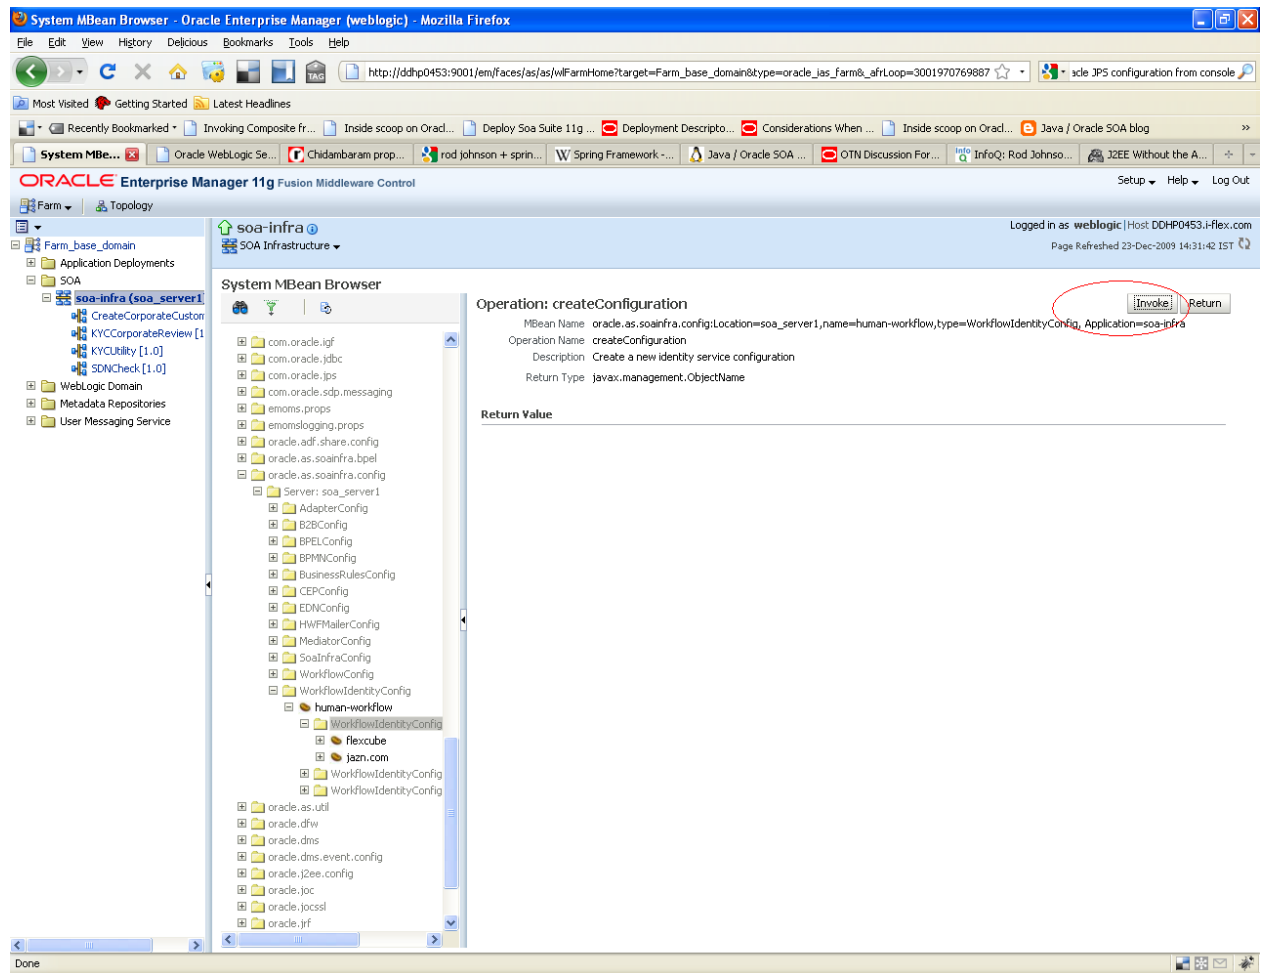 System MBean Browser - Oracle Enterprise Manager (weblogic) - Mozilla Firefox
File Edit View History Delicious Bookmarks Tools Help
TAG http://ddhp0453:9001/em/faces/as/as/wlFarmHome?target=Farm_base_domain&type=oracle_ias_farm&_afrLoop=3001970769887 acle JPS configuration from console
Most Visited Getting Started Latest Headlines
Recently Bookmarked Invoking Composite fr... Inside scoop on Oracl... Deploy Soa Suite 11g ... Deployment Descripto... Considerations When ... Inside scoop on Oracl... Java / Oracle SOA blog »
System MBe... Oracle WebLogic Se... Chidambaram prop... rod johnson + sprin... Spring Framework -... Java / Oracle SOA ... OTN Discussion For... InfoQ: Rod Johnso... J2EE Without the A...
ORACLE Enterprise Manager 11g Fusion Middleware Control
Setup Help Log Out
Farm Topology
Farm_base_domain
Application Deployments
SOA
soa-infra (soa_server1
CreateCorporateCustom
KYCCorporateReview [1
KYCUtility [1.0]
SDNCheck [1.0]
WebLogic Domain
Metadata Repositories
User Messaging Service
soa-infra
SOA Infrastructure
Logged in as weblogic|Host DDHP0453.i-flex.com
Page Refreshed 23-Dec-2009 14:31:42 IST
System MBean Browser
com.oracle.igf
com.oracle.jdbc
com.oracle.jps
com.oracle.sdp.messaging
emoms.props
emomslogging.props
oracle.adf.share.config
oracle.as.soainfra.bpel
oracle.as.soainfra.config
Server: soa_server1
AdapterConfig
B2BConfig
BPELConfig
BPMNConfig
BusinessRulesConfig
CEPConfig
EDNConfig
HWFMailerConfig
MediatorConfig
SoaInfraConfig
WorkflowConfig
WorkflowIdentityConfig
human-workflow
WorkflowIdentityConfig
flexcube
jazn.com
WorkflowIdentityConfig
WorkflowIdentityConfig
oracle.as.util
oracle.dfw
oracle.dms
oracle.dms.event.config
oracle.j2ee.config
oracle.joc
oracle.jocssl
oracle.jrf
Operation: createConfiguration
Invoke Return
MBean Name oracle.as.soainfra.config:Location=soa_server1,name=human-workflow,type=WorkflowIdentityConfig, Application=soa-infra
Operation Name createConfiguration
Description Create a new identity service configuration
Return Type javax.management.ObjectName
Return Value
Done